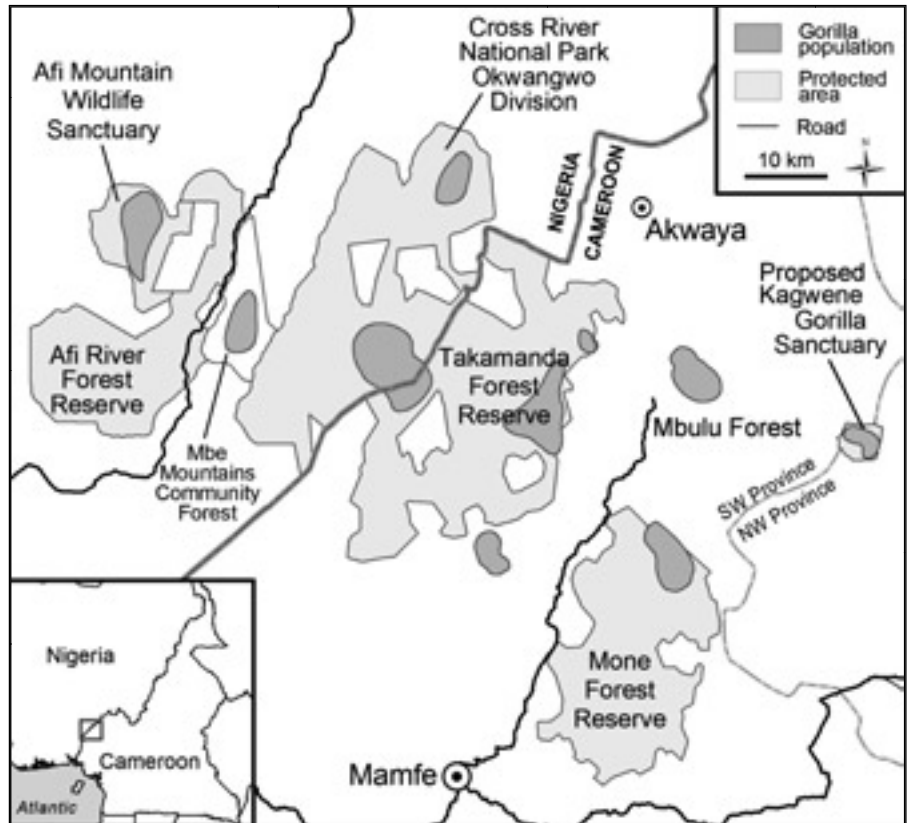 Cross River
National Park
Okwangwo
Division
Afi Mountain
Wildlife
Sanctuary
Gorilla
population
Protected
area
Road
10 km
N
NIGERIA
CAMEROON
Akwaya
Proposed
Kagwene
Gorilla
Sanctuary
Afi River
Forest
Reserve
Takamanda
Forest
Reserve
Mbulu Forest
Mbe
Mountains
Community
Forest
SW Province
NW Province
Mone
Forest
Reserve
Mamfe
Nigeria
Cameroon
Atlantic